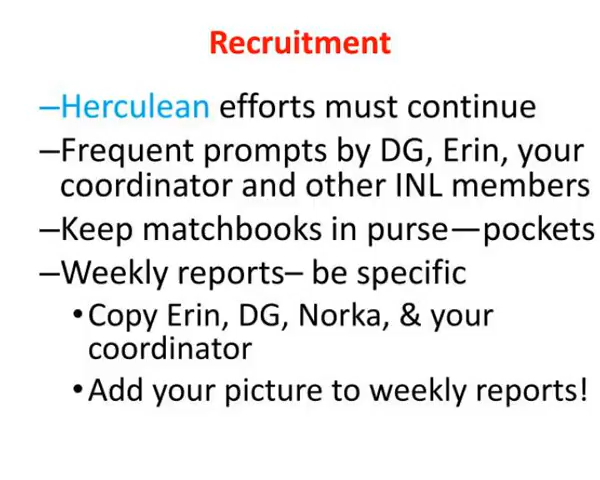 Recruitment
–Herculean efforts must continue
–Frequent prompts by DG, Erin, your
coordinator and other INL members
–Keep matchbooks in purse—pockets
–Weekly reports– be specific
•Copy Erin, DG, Norka, & your
coordinator
•Add your picture to weekly reports!